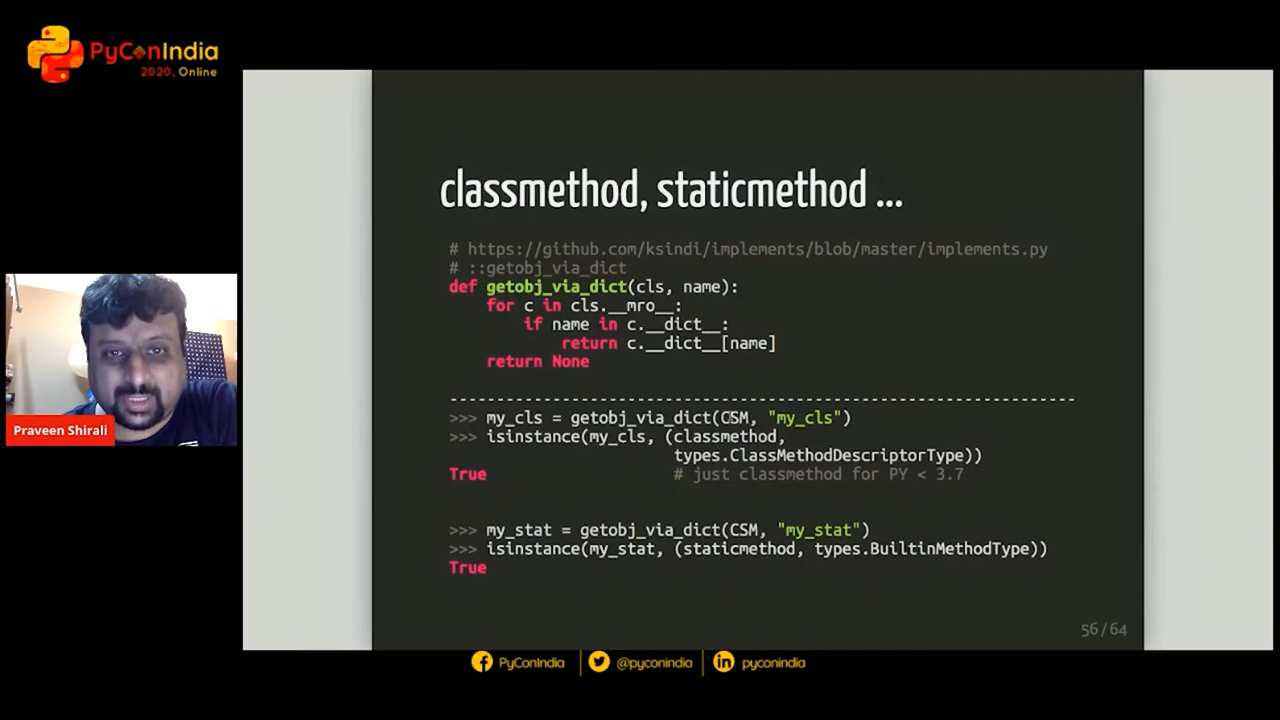 PyConIndia
2020, Online
classmethod, staticmethod ...
# https://github.com/ksindi/implements/blob/master/implements.py
# ::getobj_via_dict
def getobj_via_dict(cls, name):
    for c in cls.__mro__:
        if name in c.__dict__:
            return c.__dict__[name]
    return None
-------------------------------------------------------------------
>>> my_cls = getobj_via_dict(CSM, "my_cls")
>>> isinstance(my_cls, (classmethod,
                        types.ClassMethodDescriptorType))
True                    # just classmethod for PY < 3.7
>>> my_stat = getobj_via_dict(CSM, "my_stat")
>>> isinstance(my_stat, (staticmethod, types.BuiltinMethodType))
True
Praveen Shirali
56/64
PyConIndia
@pyconindia
pyconindia